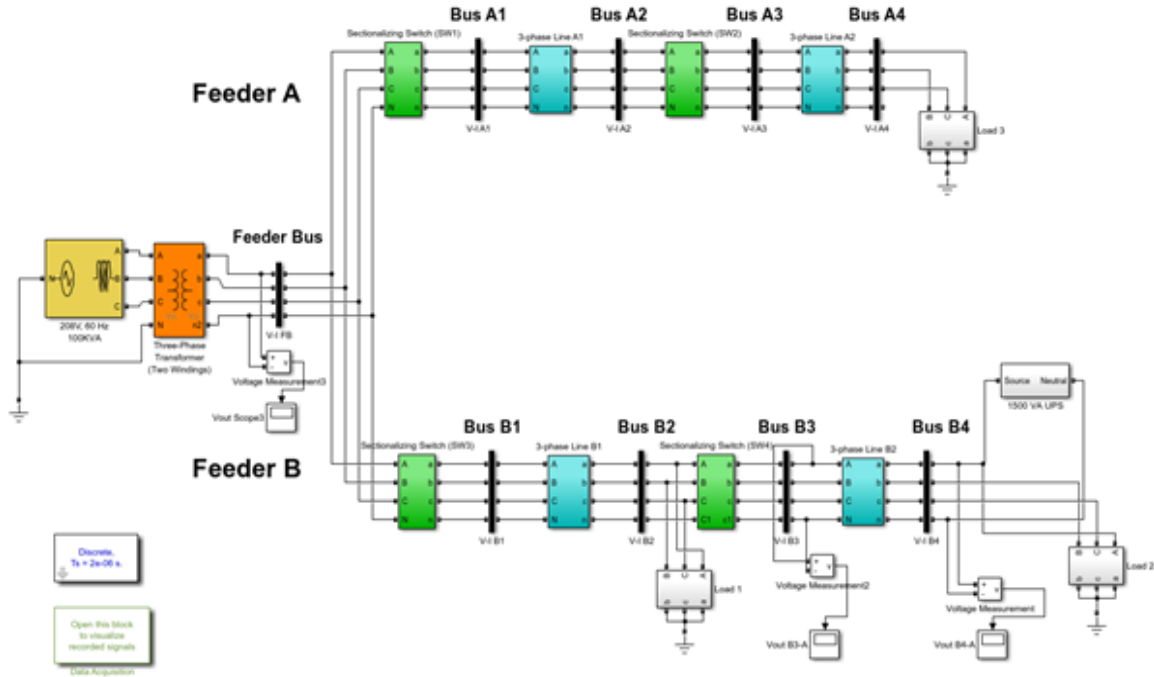 Bus A1
Bus A2
Bus A3
Bus A4
Sectionalizing Switch (SW1)
3-phase Line A1
Sectionalizing Switch (SW2)
3-phase Line A2
A a
B b
C c
N n
A a
B b
C c
N n
A a
B b
C c
N n
A a
B b
C c
N n
Feeder A
V-I A1
V-I A2
V-I A3
V-I A4
B C A
b c a
Load 3
Feeder Bus
N
A
B
C
A a
B b
C c
N n2
208V, 60 Hz
100KVA
Three-Phase
Transformer
(Two Windings)
V-I FB
+
-
v
Voltage Measurement3
Vout Scope3
Source Neutral
1500 VA UPS
Bus B1
Bus B2
Bus B3
Bus B4
Sectionalizing Switch (SW3)
3-phase Line B1
Sectionalizing Switch (SW4)
3-phase Line B2
Feeder B
A a
B b
C c
N n
A a
B b
C c
N n
A a
B b
C c
C1 c1
A a
B b
C c
N n
V-I B1
V-I B2
V-I B3
V-I B4
B C A
b c a
Load 1
+
-
v
Voltage Measurement2
Vout B3-A
+
-
v
Voltage Measurement
Vout B4-A
B C A
b c a
Load 2
Discrete,
Ts = 2e-06 s.
Open this block
to visualize
recorded signals
Data Acquisition